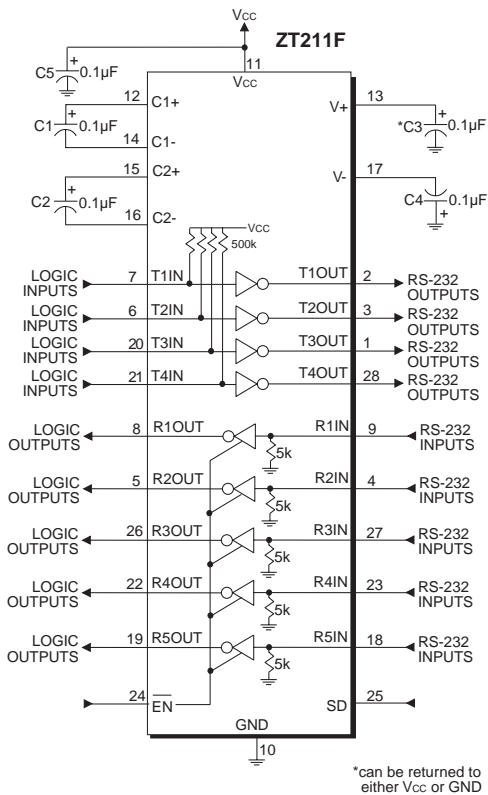 VCC
ZT211F
C5 + 0.1µF
11
VCC
12 C1+
C1 + 0.1µF
14 C1-
15 C2+
C2 + 0.1µF
16 C2-
V+ 13
*C3 + 0.1µF
V- 17
C4 + 0.1µF
VCC
500k
LOGIC INPUTS 7 T1IN T1OUT 2 RS-232 OUTPUTS
LOGIC INPUTS 6 T2IN T2OUT 3 RS-232 OUTPUTS
LOGIC INPUTS 20 T3IN T3OUT 1 RS-232 OUTPUTS
LOGIC INPUTS 21 T4IN T4OUT 28 RS-232 OUTPUTS
LOGIC OUTPUTS 8 R1OUT R1IN 9 RS-232 INPUTS
5k
LOGIC OUTPUTS 5 R2OUT R2IN 4 RS-232 INPUTS
5k
LOGIC OUTPUTS 26 R3OUT R3IN 27 RS-232 INPUTS
5k
LOGIC OUTPUTS 22 R4OUT R4IN 23 RS-232 INPUTS
5k
LOGIC OUTPUTS 19 R5OUT R5IN 18 RS-232 INPUTS
5k
24 EN SD 25
GND
10
*can be returned to
either VCC or GND